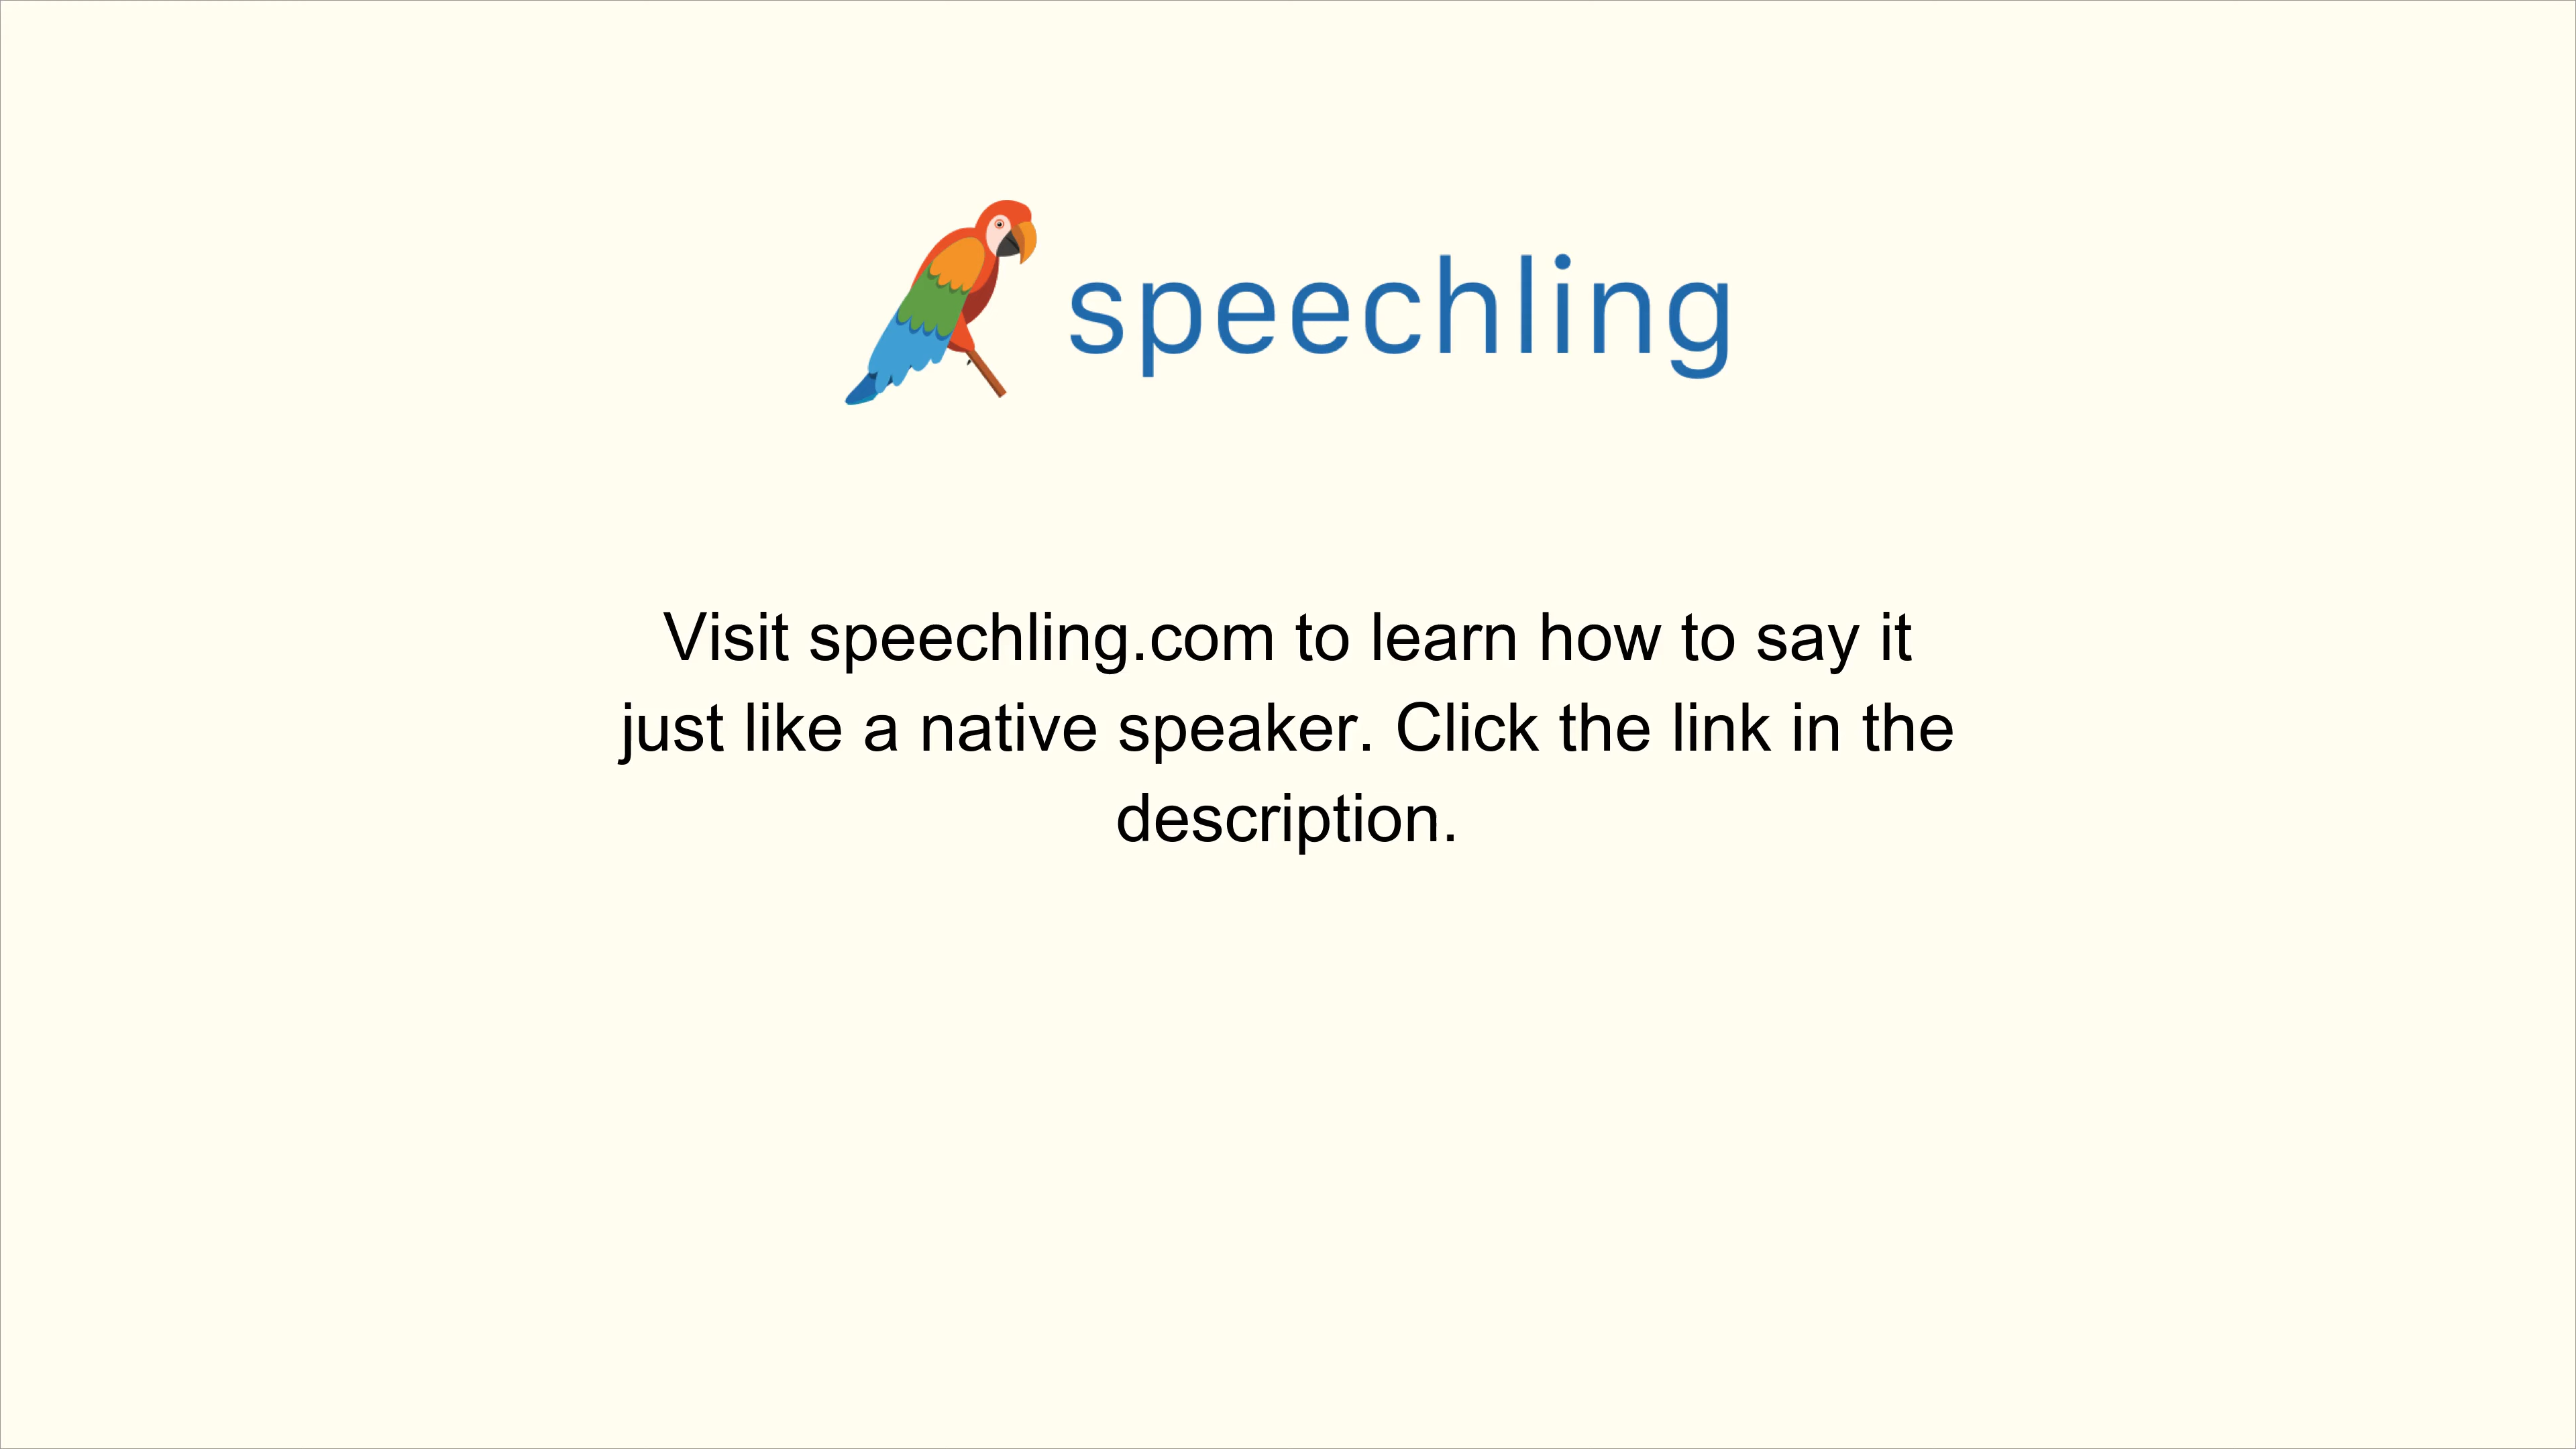 speechling
Visit speechling.com to learn how to say it
just like a native speaker. Click the link in the
description.